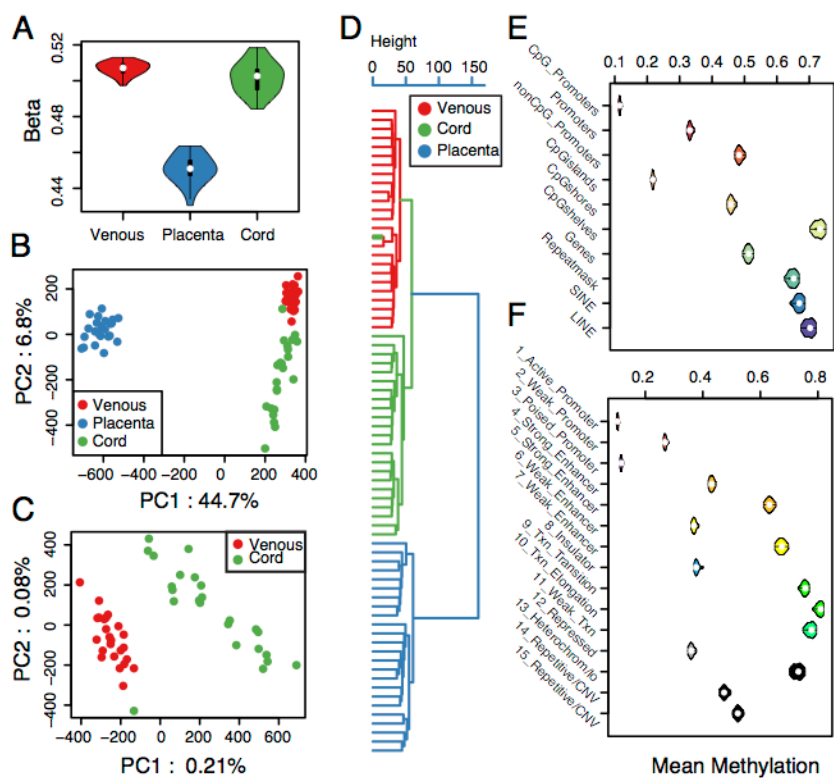 A
Beta
0.44
0.48
0.52
Venous
Placenta
Cord
B
PC2 : 6.8%
200
0
−200
−400
Venous
Placenta
Cord
−600
−400
−200
0
200
400
PC1 : 44.7%
C
PC2 : 0.08%
400
200
0
−200
−400
Venous
Cord
−400
−200
0
200
400
600
PC1 : 0.21%
D
Height
0
50
150
Venous
Cord
Placenta
E
0.1
0.2
0.3
0.4
0.5
0.6
0.7
CpG_Promoters
Promoters
nonCpG_Promoters
CpGislands
CpGshores
CpGshelves
Genes
Repeatmask
SINE
LINE
F
0.2
0.4
0.6
0.8
1_Active_Promoter
2_Weak_Promoter
3_Poised_Promoter
4_Strong_Enhancer
5_Strong_Enhancer
6_Weak_Enhancer
7_Weak_Enhancer
8_Insulator
9_Txn_Transition
10_Txn_Elongation
11_Weak_Txn
12_Repressed
13_Heterochrom/lo
14_Repetitive/CNV
15_Repetitive/CNV
Mean Methylation